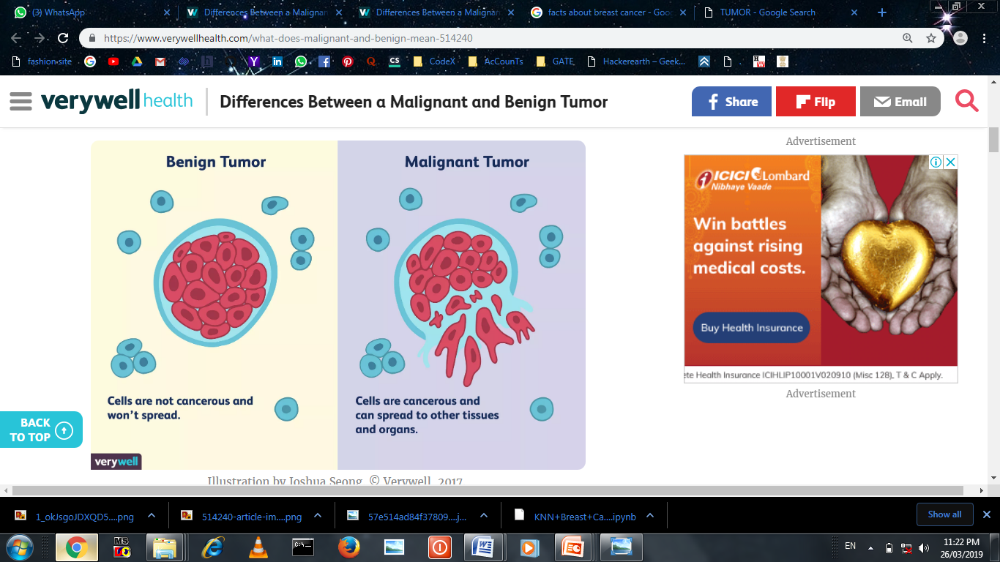 (3) WhatsApp
Differences Between a Malignan
Differences Between a Malignan
facts about breast cancer - Goo
TUMOR - Google Search
https://www.verywellhealth.com/what-does-malignant-and-benign-mean-514240
fashion-site
CS
CodeX
AcCounTs
GATE
Hackerearth – Geek...
verywell health
Differences Between a Malignant and Benign Tumor
Share
Flip
Email
Benign Tumor
Malignant Tumor
Cells are not cancerous and
won't spread.
Cells are cancerous and
can spread to other tissues
and organs.
verywell
Illustration by Joshua Seong. © Verywell, 2017.
BACK
TO TOP
Advertisement
ICICI Lombard
Nibhaye Vaade
Win battles
against rising
medical costs.
Buy Health Insurance
ete Health Insurance ICIHLIP10001V020910 (Misc 128), T & C Apply.
Advertisement
1_okJsgoJDXQD5....png
514240-article-im....png
57e514ad84f37809....j...
KNN+Breast+Ca....ipynb
Show all
MS
EN
11:22 PM
26/03/2019